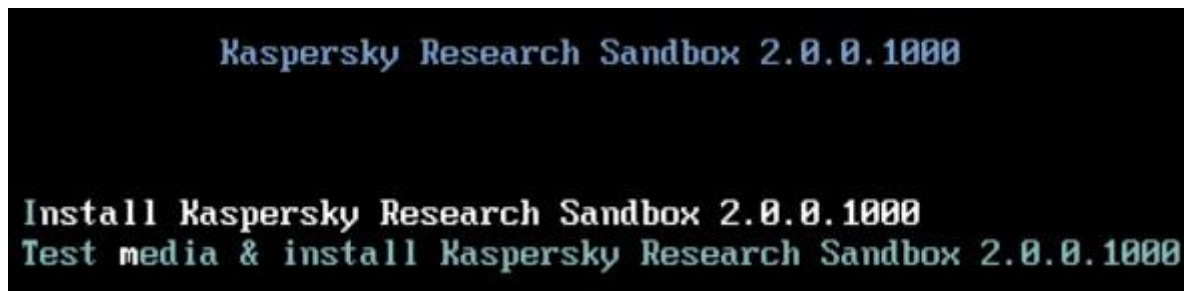 Kaspersky Research Sandbox 2.0.0.1000
Install Kaspersky Research Sandbox 2.0.0.1000
Test media & install Kaspersky Research Sandbox 2.0.0.1000